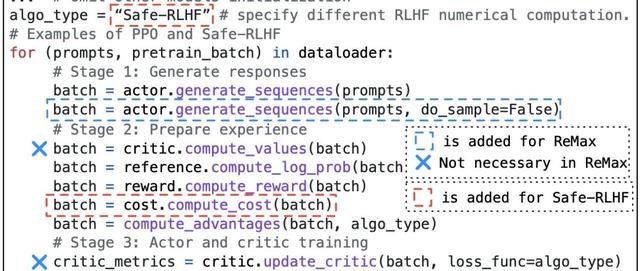 algo_type = “Safe-RLHF” # specify different RLHF numerical computation.
# Examples of PPO and Safe-RLHF
for (prompts, pretrain_batch) in dataloader:
# Stage 1: Generate responses
batch = actor.generate_sequences(prompts)
batch = actor.generate_sequences(prompts, do_sample=False)
# Stage 2: Prepare experience
batch = critic.compute_values(batch)
batch = reference.compute_log_prob(batch
batch = reward.compute_reward(batch)
batch = cost.compute_cost(batch)
batch = compute_advantages(batch, algo_type)
# Stage 3: Actor and critic training
critic_metrics = critic.update_critic(batch, loss_func=algo_type)
is added for ReMax
Not necessary in ReMax
is added for Safe-RLHF